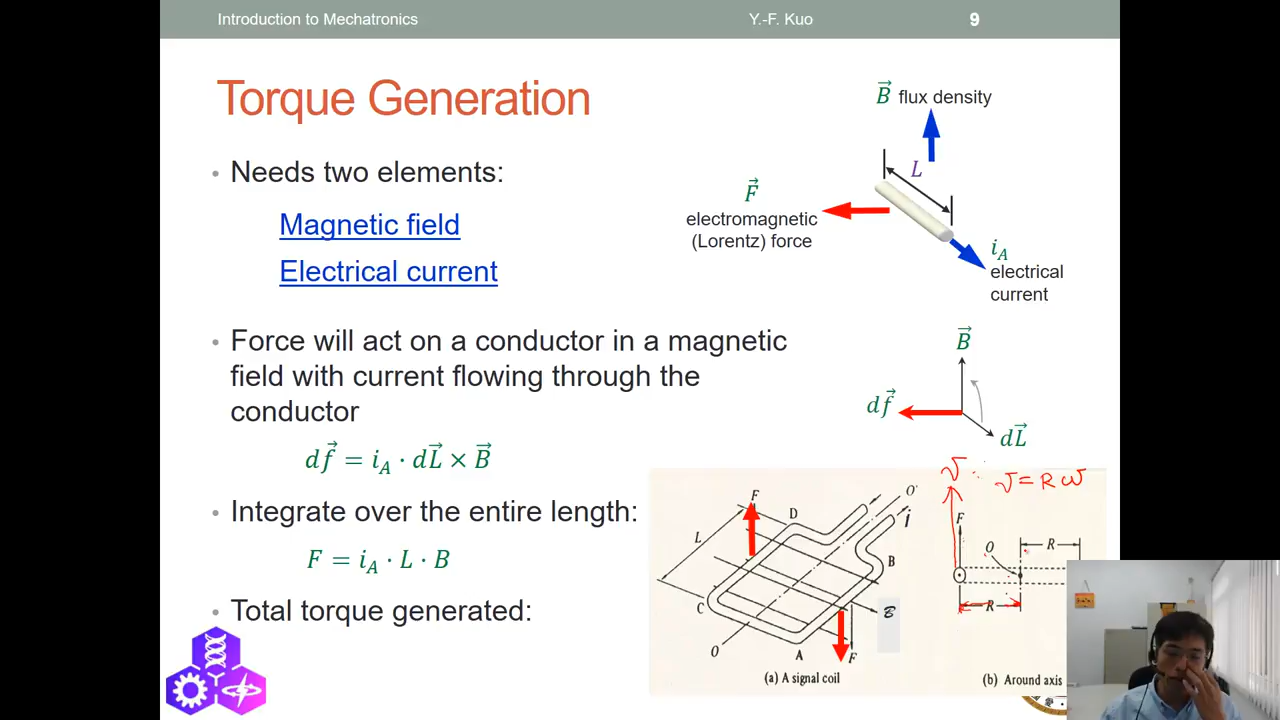 Introduction to Mechatronics
Y.-F. Kuo
9
Torque Generation
• Needs two elements:
Magnetic field
Electrical current
• Force will act on a conductor in a magnetic
field with current flowing through the
conductor
df⃗ = i_A · dL⃗ × B⃗
• Integrate over the entire length:
F = i_A · L · B
• Total torque generated:
B⃗ flux density
L
F⃗
electromagnetic
(Lorentz) force
i_A
electrical
current
B⃗
df⃗
dL⃗
F
D
O'
i
L
B
C
B
O
A
F
(a) A signal coil
v
v = Rω
F
O
R
R
(b) Around axis